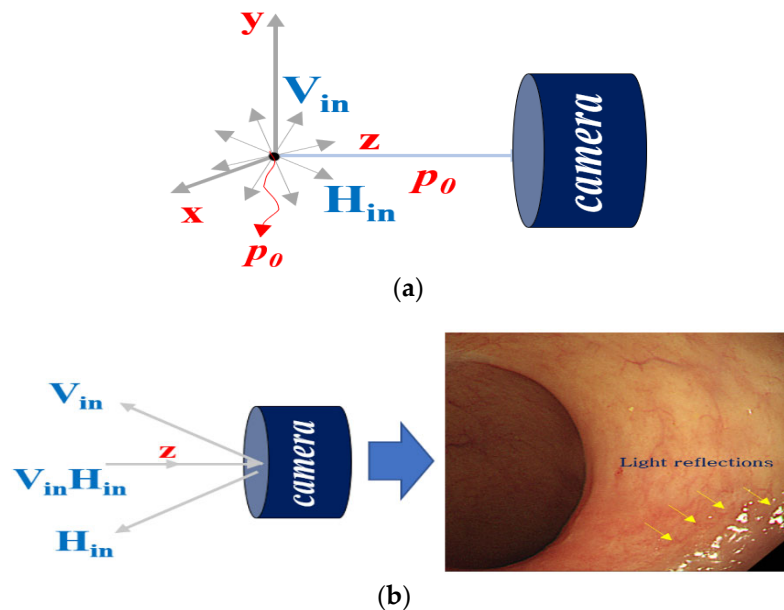 y
V_in
z
p_0
camera
H_in
x
p_0
(a)
V_in
z
V_inH_in
H_in
camera
Light reflections
(b)